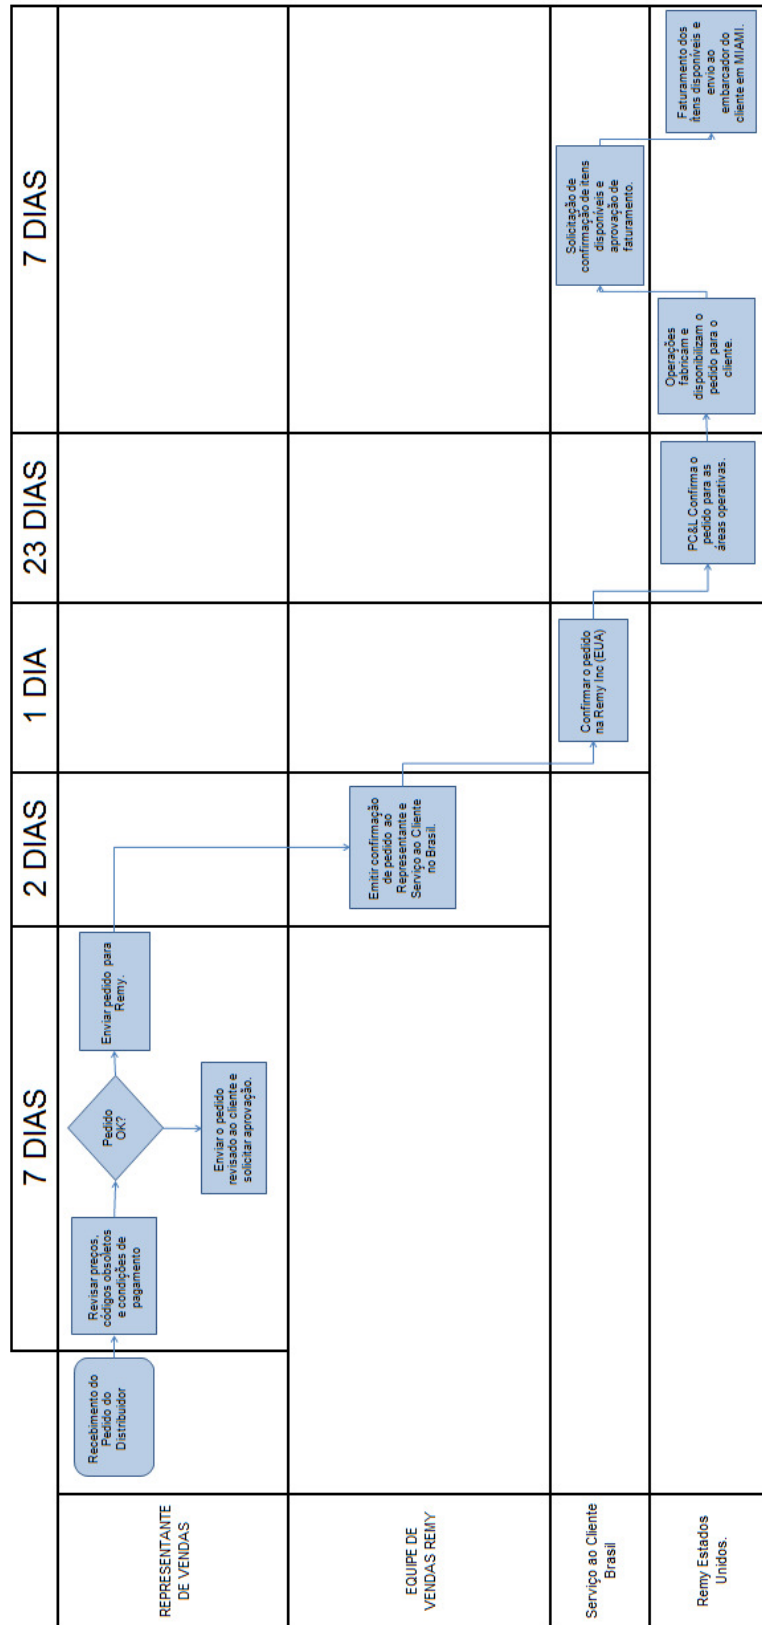 7 DIAS
2 DIAS
1 DIA
23 DIAS
7 DIAS
REPRESENTANTE
DE VENDAS
Recebimento do
Pedido do
Distribuidor
Revisar preços,
códigos obsoletos
e condições de
pagamento
Pedido
OK?
Enviar pedido para
Remy.
Enviar o pedido
revisado ao cliente e
solicitar aprovação.
EQUIPE DE
VENDAS REMY
Emitir confirmação
de pedido ao
Representante e
Serviço ao Cliente
no Brasil.
Serviço ao Cliente
Brasil
Confirmar o pedido
na Remy Inc (EUA)
Solicitação de
confirmação de itens
disponíveis e
aprovação de
faturamento.
Remy Estados
Unidos.
PC&L Confirma o
pedido para as
áreas operativas.
Operações
fabricam e
disponibilizam o
pedido para o
cliente.
Faturamento dos
ítens disponíveis e
envio ao
embarcador do
cliente em MIAMI.